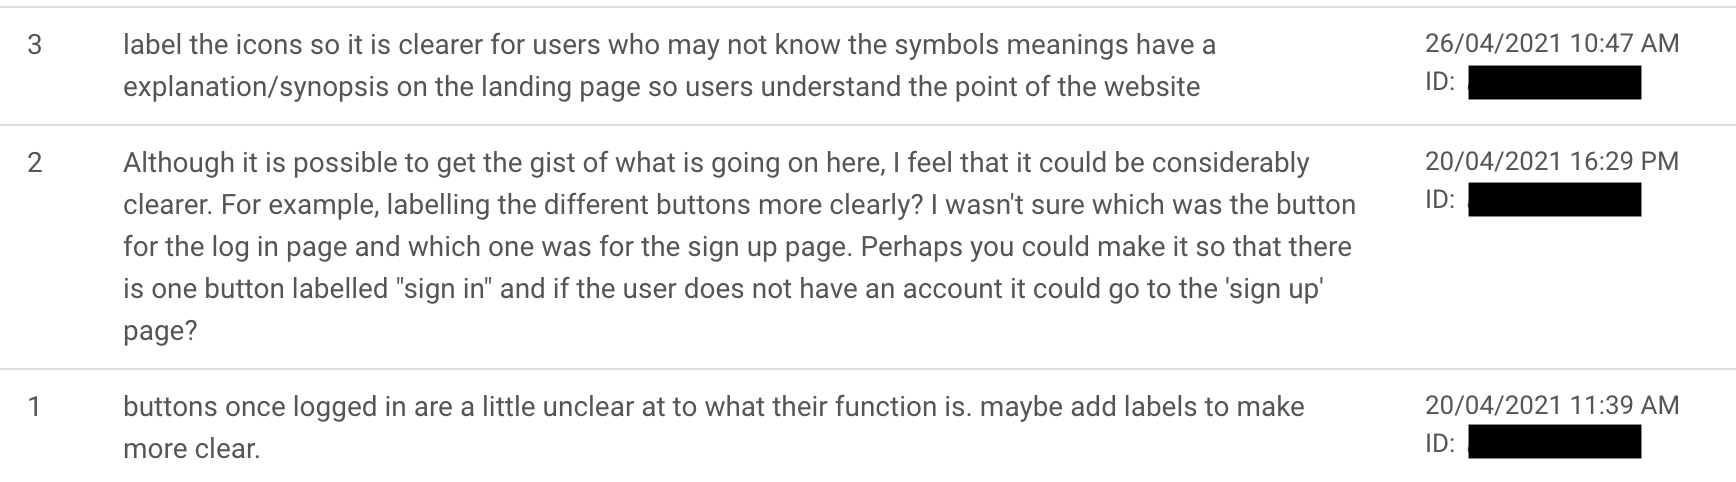 3
label the icons so it is clearer for users who may not know the symbols meanings have a
explanation/synopsis on the landing page so users understand the point of the website
26/04/2021 10:47 AM
ID:
2
Although it is possible to get the gist of what is going on here, I feel that it could be considerably
clearer. For example, labelling the different buttons more clearly? I wasn't sure which was the button
for the log in page and which one was for the sign up page. Perhaps you could make it so that there
is one button labelled "sign in" and if the user does not have an account it could go to the 'sign up'
page?
20/04/2021 16:29 PM
ID:
1
buttons once logged in are a little unclear at to what their function is. maybe add labels to make
more clear.
20/04/2021 11:39 AM
ID: